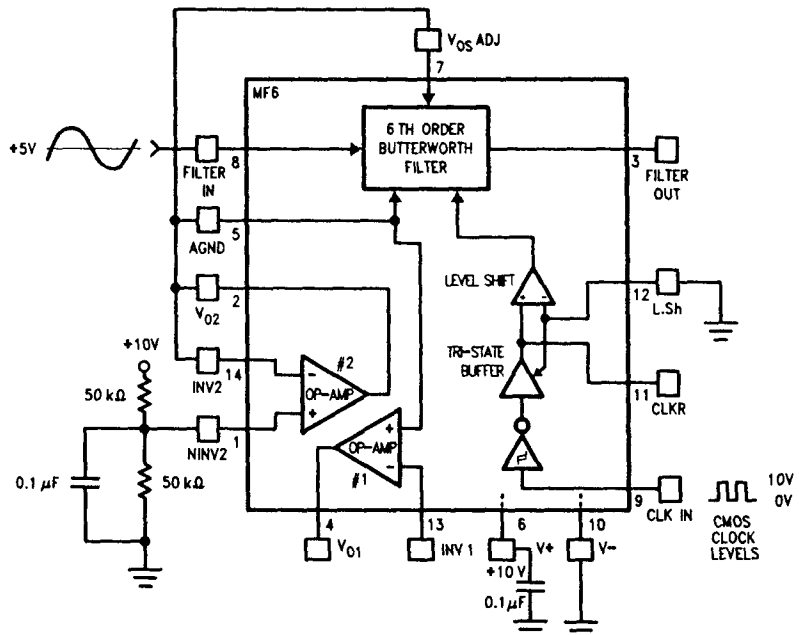 VOS ADJ
7
MF6
6 TH ORDER
BUTTERWORTH
FILTER
+5V
8
FILTER
IN
3
FILTER
OUT
5
AGND
LEVEL SHIFT
+
-
12
L.Sh
2
VO2
+10V
TRI-STATE
BUFFER
#2
-
OP-AMP
+
14
INV2
50 kΩ
11
CLKR
1
NINV2
+
OP-AMP
-
#1
0.1 µF
50 kΩ
9
CLK IN
10V
0V
CMOS
CLOCK
LEVELS
4
13
6
10
VO1
INV 1
V+
V-
+10 V
0.1µF